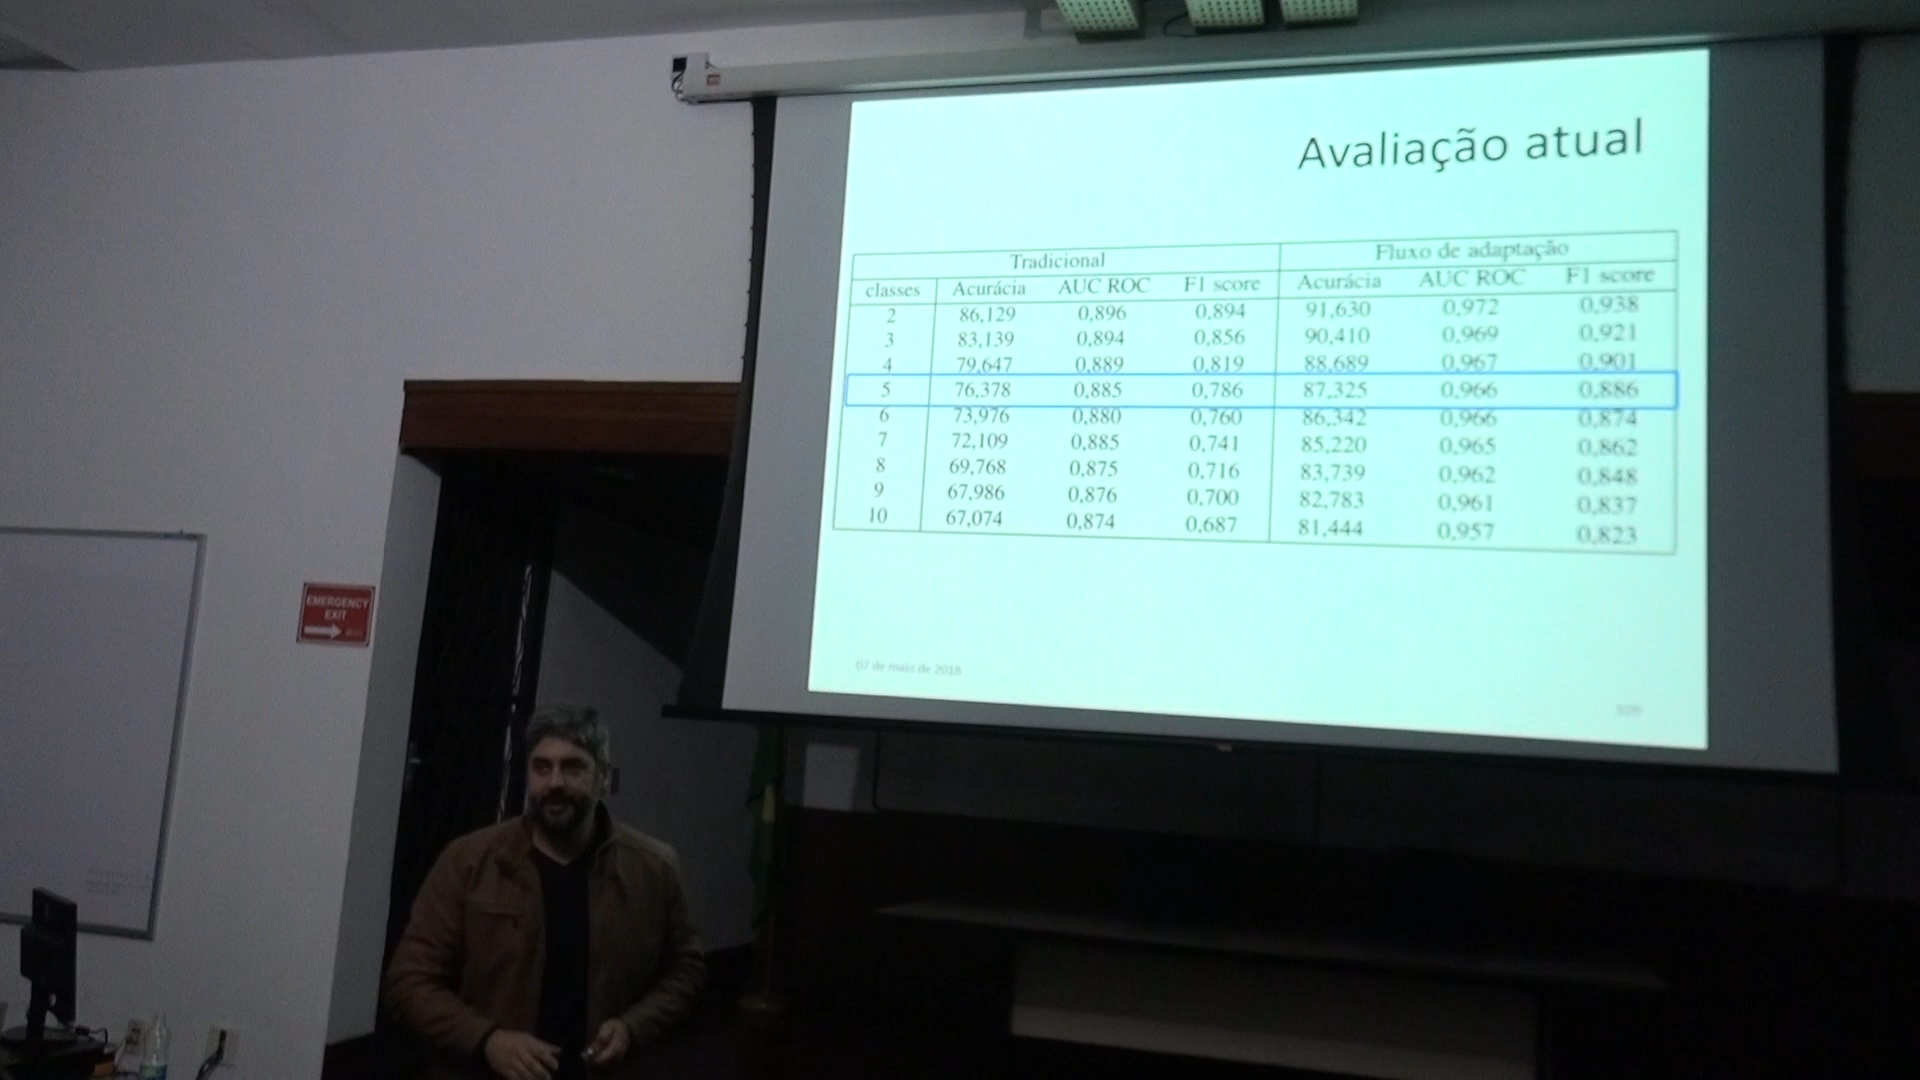 Avaliação atual
Tradicional Fluxo de adaptação
classes Acurácia AUC ROC F1 score Acurácia AUC ROC F1 score
2 86,129 0,896 0,894 91,630 0,972 0,938
3 83,139 0,894 0,856 90,410 0,969 0,921
4 79,647 0,889 0,819 88,689 0,967 0,901
5 76,378 0,885 0,786 87,325 0,966 0,886
6 73,976 0,880 0,760 86,342 0,966 0,874
7 72,109 0,885 0,741 85,220 0,965 0,862
8 69,768 0,875 0,716 83,739 0,962 0,848
9 67,986 0,876 0,700 82,783 0,961 0,837
10 67,074 0,874 0,687 81,444 0,957 0,823
07 de maio de 2018
EMERGENCY
EXIT